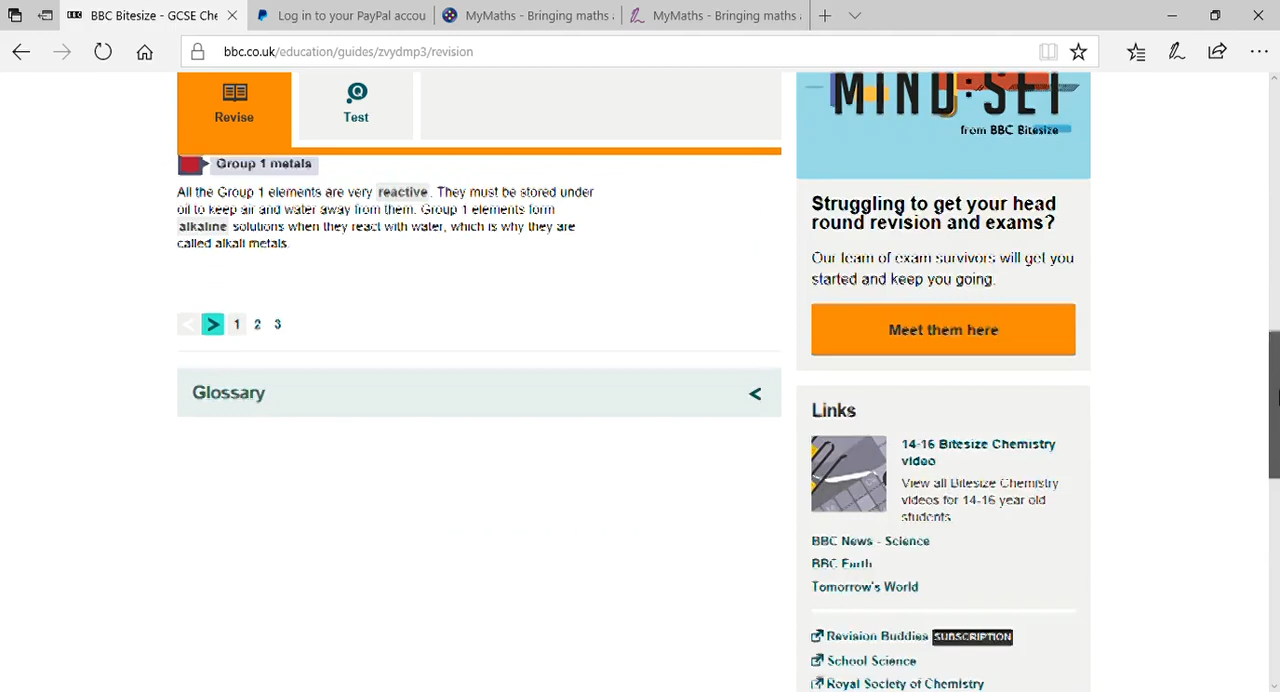 BBC Bitesize - GCSE Che
Log in to your PayPal accou
MyMaths - Bringing maths a
MyMaths - Bringing maths a
bbc.co.uk/education/guides/zvydmp3/revision
Revise
Test
Group 1 metals
All the Group 1 elements are very reactive. They must be stored under
oil to keep air and water away from them. Group 1 elements form
alkaline solutions when they react with water, which is why they are
called alkali metals.
< > 1 2 3
Glossary
MIND:SET
from BBC Bitesize
Struggling to get your head
round revision and exams?
Our team of exam survivors will get you
started and keep you going.
Meet them here
Links
14-16 Bitesize Chemistry
video
View all Bitesize Chemistry
videos for 14-16 year old
students
BBC News - Science
BBC Earth
Tomorrow's World
Revision Buddies SUBSCRIPTION
School Science
Royal Society of Chemistry